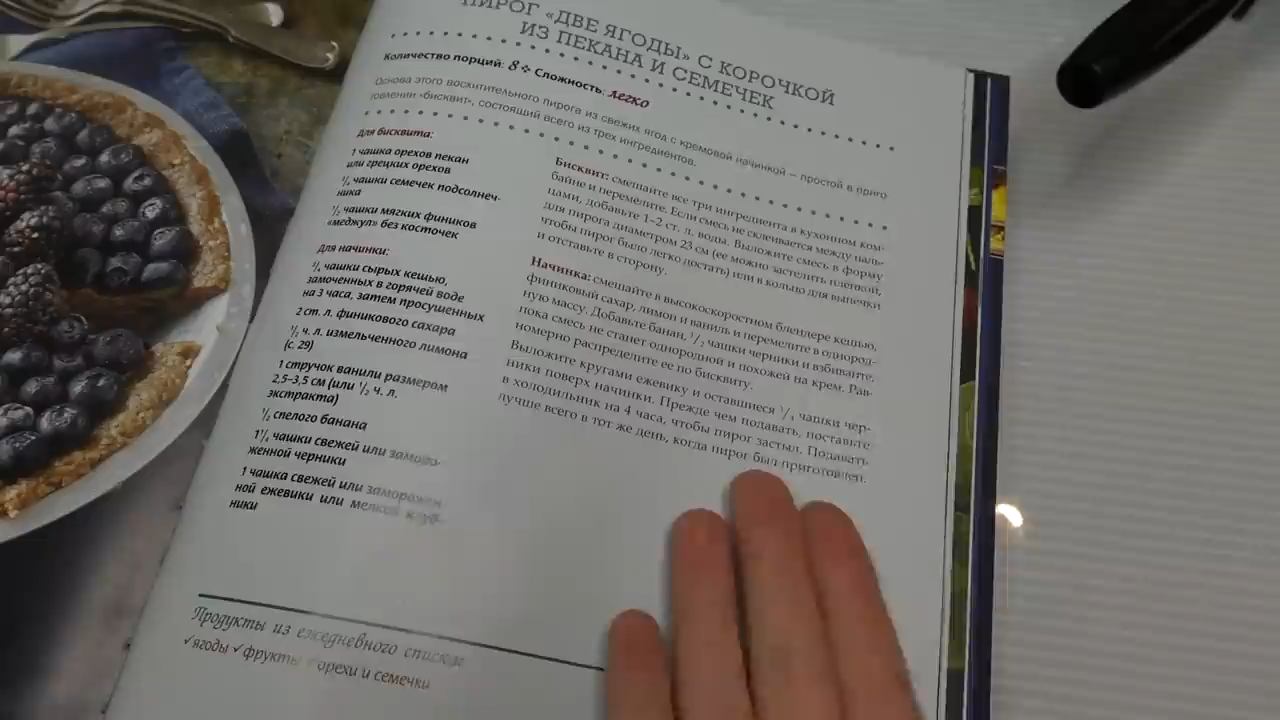 ПИРОГ «ДВЕ ЯГОДЫ» С КОРОЧКОЙ
ИЗ ПЕКАНА И СЕМЕЧЕК
Количество порций: 8 Сложность: легко
Основа этого восхитительного пирога из свежих ягод с кремовой начинкой — простой в приго-
товлении «бисквит», состоящий всего из трех ингредиентов.
Для бисквита:
1 чашка орехов пекан
или грецких орехов
1/4 чашки семечек подсолнеч-
ника
1/2 чашки мягких фиников
«меджул» без косточек
Для начинки:
3/4 чашки сырых кешью,
замоченных в горячей воде
на 3 часа, затем просушенных
2 ст. л. финикового сахара
1/2 ч. л. измельченного лимона
(с. 29)
1 стручок ванили размером
2,5–3,5 см (или 1/2 ч. л.
экстракта)
1/2 спелого банана
1 1/4 чашки свежей или заморо-
женной черники
1 чашка свежей или заморожен
ной ежевики или мелкой клуб-
ники
Бисквит: смешайте все три ингредиента в кухонном ком-
байне и перемелите. Если смесь не склеивается между паль-
цами, добавьте 1–2 ст. л. воды. Выложите смесь в форму
для пирога диаметром 23 см (ее можно застелить пленкой,
чтобы пирог было легко достать) или в кольцо для выпечки
и отставьте в сторону.
Начинка: смешайте в высокоскоростном блендере кешью,
финиковый сахар, лимон и ваниль и перемелите в однород-
ную массу. Добавьте банан, 1/2 чашки черники и взбивайте,
пока смесь не станет однородной и похожей на крем. Рав-
номерно распределите ее по бисквиту.
Выложите кругами ежевику и оставшиеся 3/4 чашки чер-
ники поверх начинки. Прежде чем подавать, поставьте
в холодильник на 4 часа, чтобы пирог застыл. Подавать
лучше всего в тот же день, когда пирог был приготовлен.
Продукты из ежедневного списка:
✓ягоды ✓фрукты ✓орехи и семечки